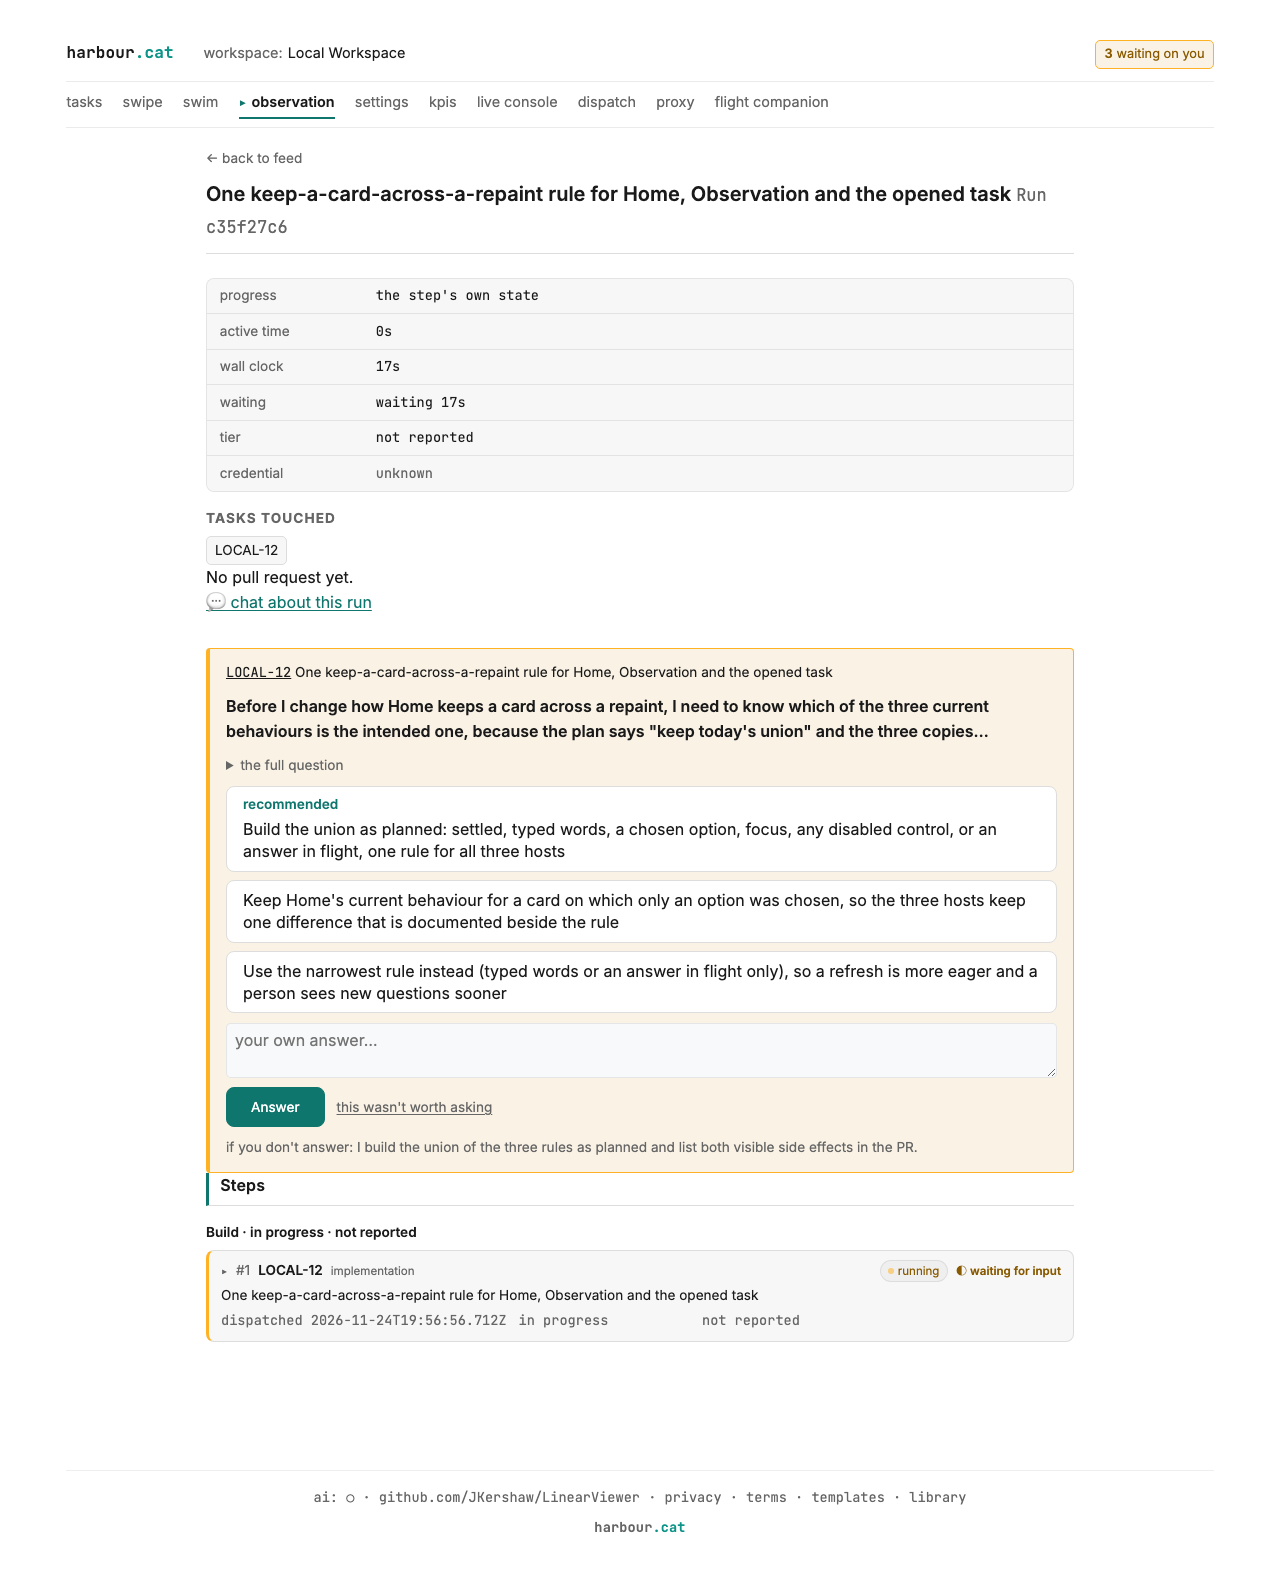 harbour.cat workspace: Local Workspace 3 waiting on you
tasks swipe swim ▸ observation settings kpis live console dispatch proxy flight companion
← back to feed
One keep-a-card-across-a-repaint rule for Home, Observation and the opened task Run
c35f27c6
progress the step's own state
active time 0s
wall clock 17s
waiting waiting 17s
tier not reported
credential unknown
TASKS TOUCHED
LOCAL-12
No pull request yet.
💬 chat about this run
LOCAL-12 One keep-a-card-across-a-repaint rule for Home, Observation and the opened task
Before I change how Home keeps a card across a repaint, I need to know which of the three current
behaviours is the intended one, because the plan says "keep today's union" and the three copies…
▶ the full question
recommended
Build the union as planned: settled, typed words, a chosen option, focus, any disabled control, or an
answer in flight, one rule for all three hosts
Keep Home's current behaviour for a card on which only an option was chosen, so the three hosts keep
one difference that is documented beside the rule
Use the narrowest rule instead (typed words or an answer in flight only), so a refresh is more eager and a
person sees new questions sooner
your own answer…
Answer this wasn't worth asking
if you don't answer: I build the union of the three rules as planned and list both visible side effects in the PR.
Steps
Build · in progress · not reported
▸ #1 LOCAL-12 implementation running ◐ waiting for input
One keep-a-card-across-a-repaint rule for Home, Observation and the opened task
dispatched 2026-11-24T19:56:56.712Z in progress not reported
ai: ○ · github.com/JKershaw/LinearViewer · privacy · terms · templates · library
harbour.cat